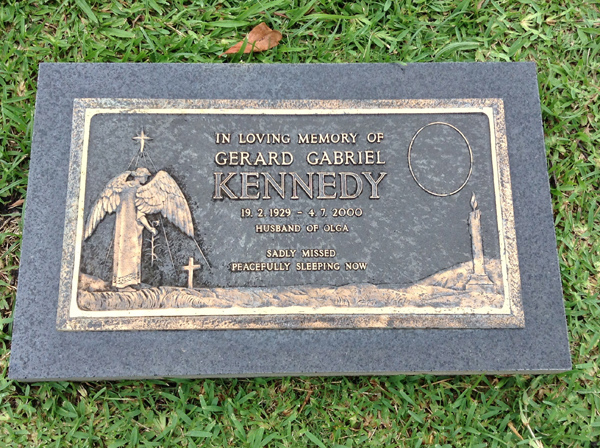 IN LOVING MEMORY OF
GERARD GABRIEL
KENNEDY
19. 2. 1929 - 4. 7. 2000
HUSBAND OF OLGA
SADLY MISSED
PEACEFULLY SLEEPING NOW